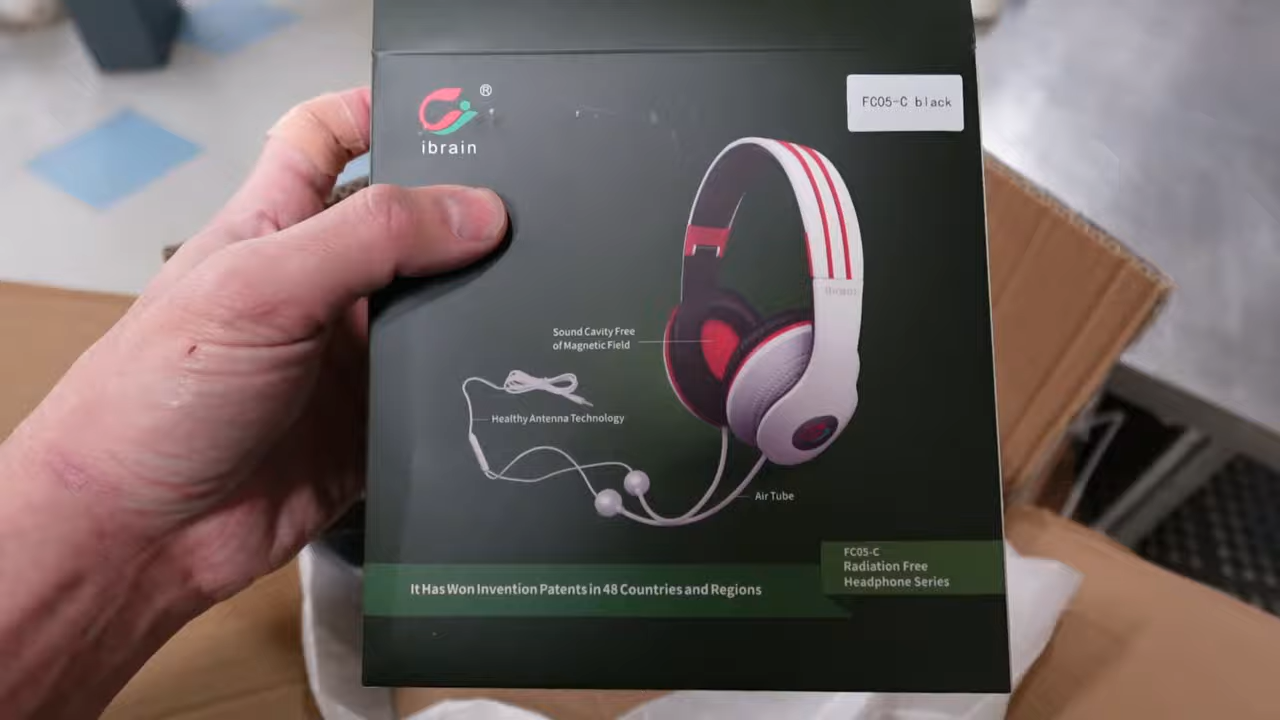 ®
ibrain
FC05-C black
Sound Cavity Free
of Magnetic Field
Healthy Antenna Technology
Air Tube
FC05-C
Radiation Free
Headphone Series
It Has Won Invention Patents in 48 Countries and Regions